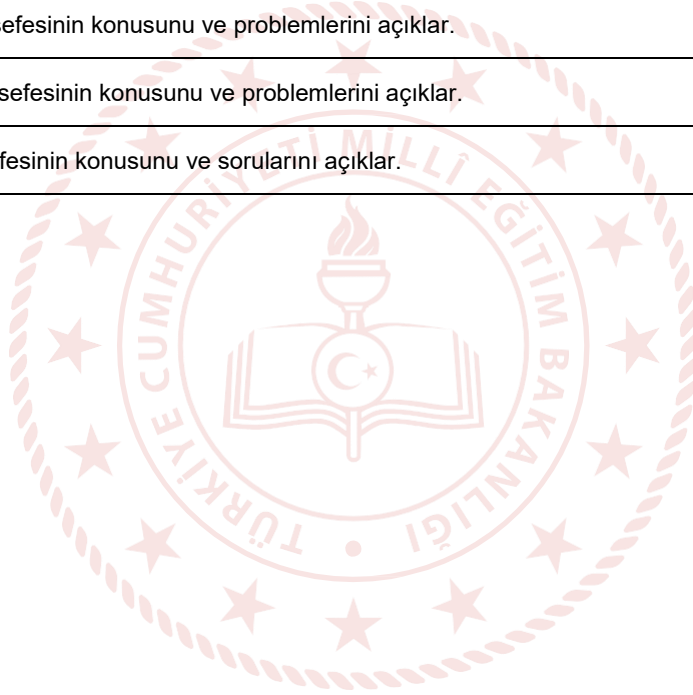 efesinin konusunu ve problemlerini açıklar.
sefesinin konusunu ve problemlerini açıklar.
fesinin konusunu ve sorularını açıklar.
TÜRKİYE CUMHURİYETİ MİLLÎ EĞİTİM BAKANLIĞI